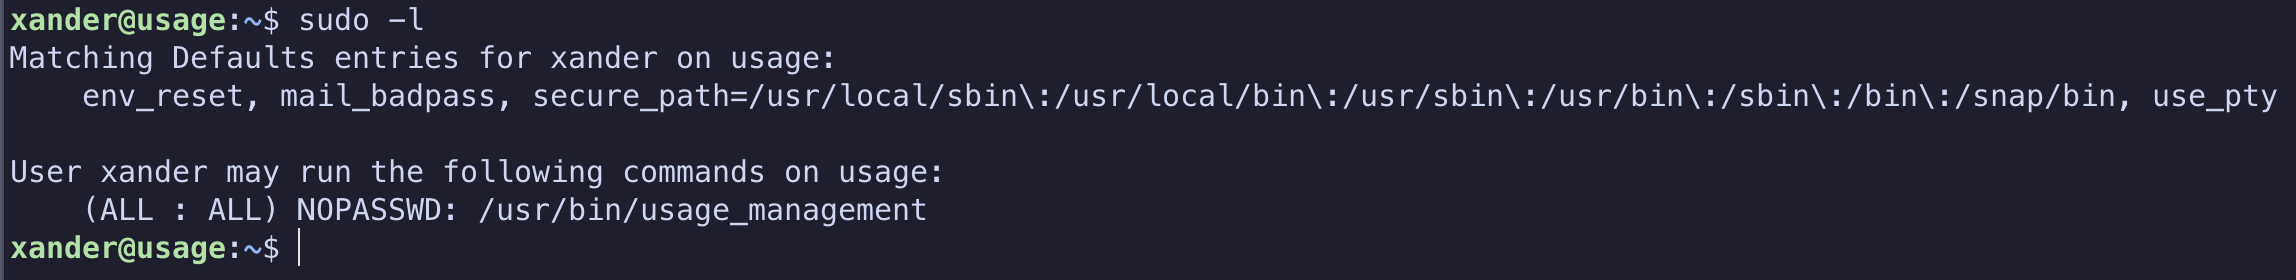 xander@usage:~$ sudo -l
Matching Defaults entries for xander on usage:
    env_reset, mail_badpass, secure_path=/usr/local/sbin\:/usr/local/bin\:/usr/sbin\:/usr/bin\:/sbin\:/bin\:/snap/bin, use_pty

User xander may run the following commands on usage:
    (ALL : ALL) NOPASSWD: /usr/bin/usage_management
xander@usage:~$